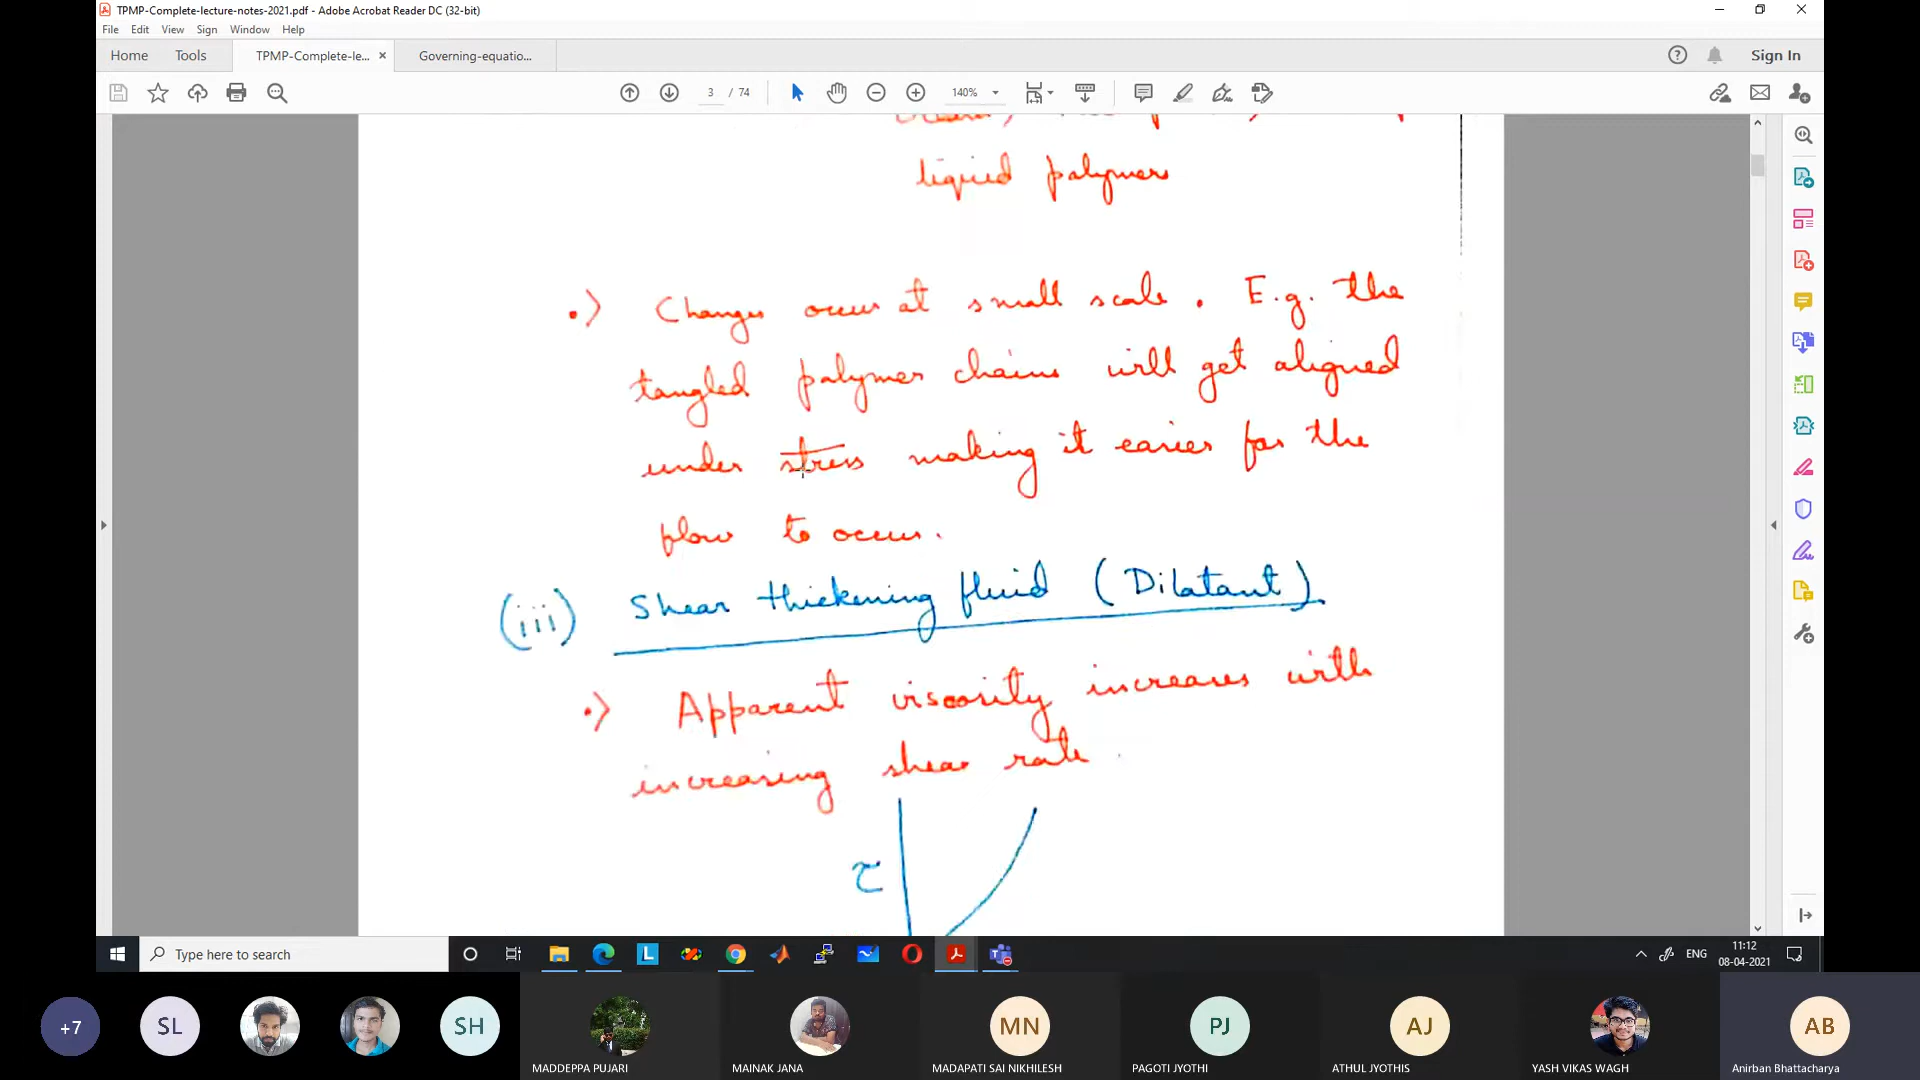 TPMP-Complete-lecture-notes-2021.pdf - Adobe Acrobat Reader DC (32-bit)
File Edit View Sign Window Help
Home Tools TPMP-Complete-le... Governing-equatio...
Sign In
3 / 74 140%
liquid polymers
•) Changes occur at small scale. E.g. the
tangled polymer chains will get aligned
under stress making it easier for the
flow to occur.
(iii) Shear thickening fluid (Dilatant)
•) Apparent viscosity increases with
increasing shear rate.
τ
Type here to search
ENG
11:12
08-04-2021
+7 SL SH MN PJ AJ AB
MADDEPPA PUJARI MAINAK JANA MADAPATI SAI NIKHILESH PAGOTI JYOTHI ATHUL JYOTHIS YASH VIKAS WAGH Anirban Bhattacharya